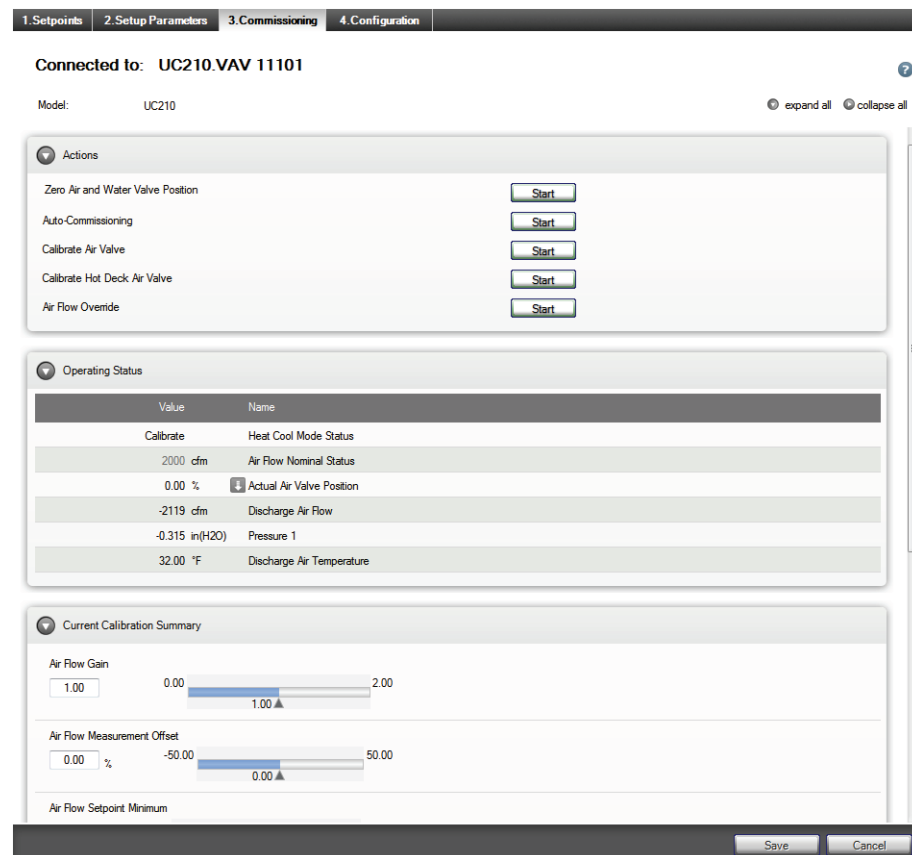 1.Setpoints 2.Setup Parameters 3.Commissioning 4.Configuration
Connected to: UC210.VAV 11101
?
Model: UC210 expand all collapse all
Actions
Zero Air and Water Valve Position Start
Auto-Commissioning Start
Calibrate Air Valve Start
Calibrate Hot Deck Air Valve Start
Air Flow Override Start
Operating Status
Value Name
Calibrate Heat Cool Mode Status
2000 cfm Air Flow Nominal Status
0.00 % Actual Air Valve Position
-2119 cfm Discharge Air Flow
-0.315 in(H2O) Pressure 1
32.00 °F Discharge Air Temperature
Current Calibration Summary
Air Flow Gain
1.00 0.00 2.00
1.00
Air Flow Measurement Offset
0.00 % -50.00 50.00
0.00
Air Flow Setpoint Minimum
Save Cancel